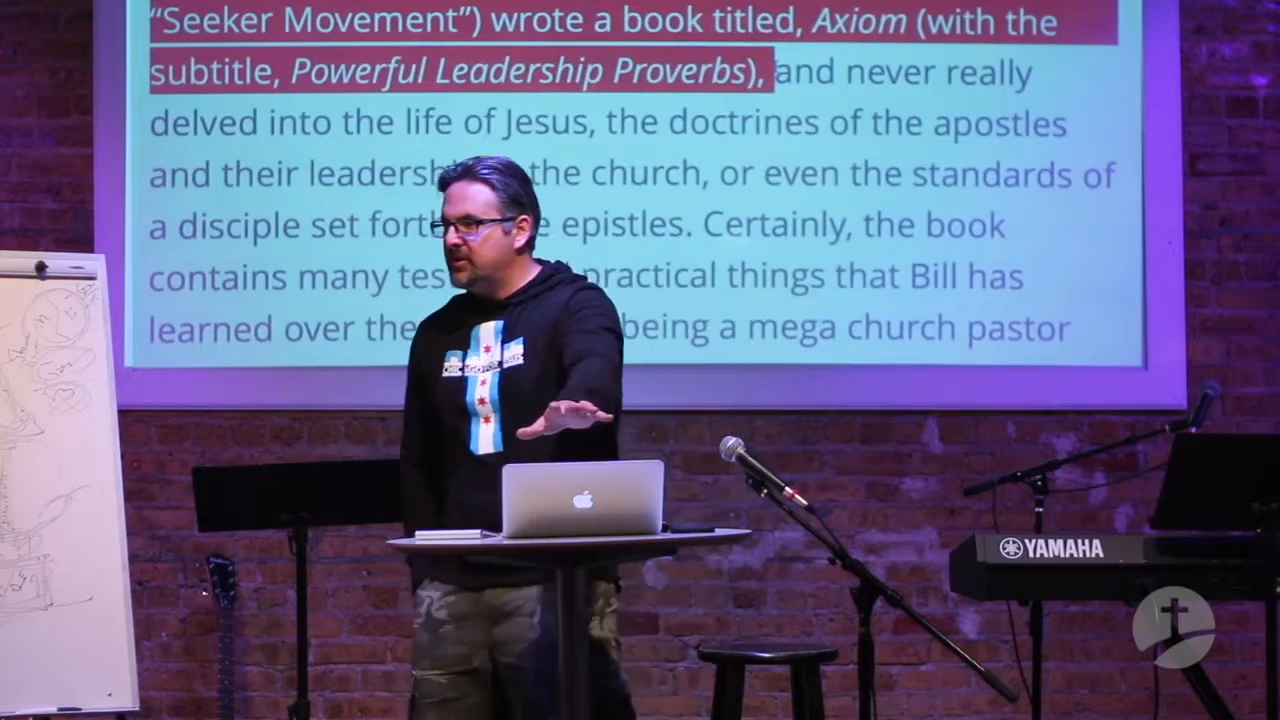 “Seeker Movement”) wrote a book titled, Axiom (with the
subtitle, Powerful Leadership Proverbs), and never really
delved into the life of Jesus, the doctrines of the apostles
and their leadersh the church, or even the standards of
a disciple set fort e epistles. Certainly, the book
contains many tes practical things that Bill has
learned over the being a mega church pastor
YAMAHA